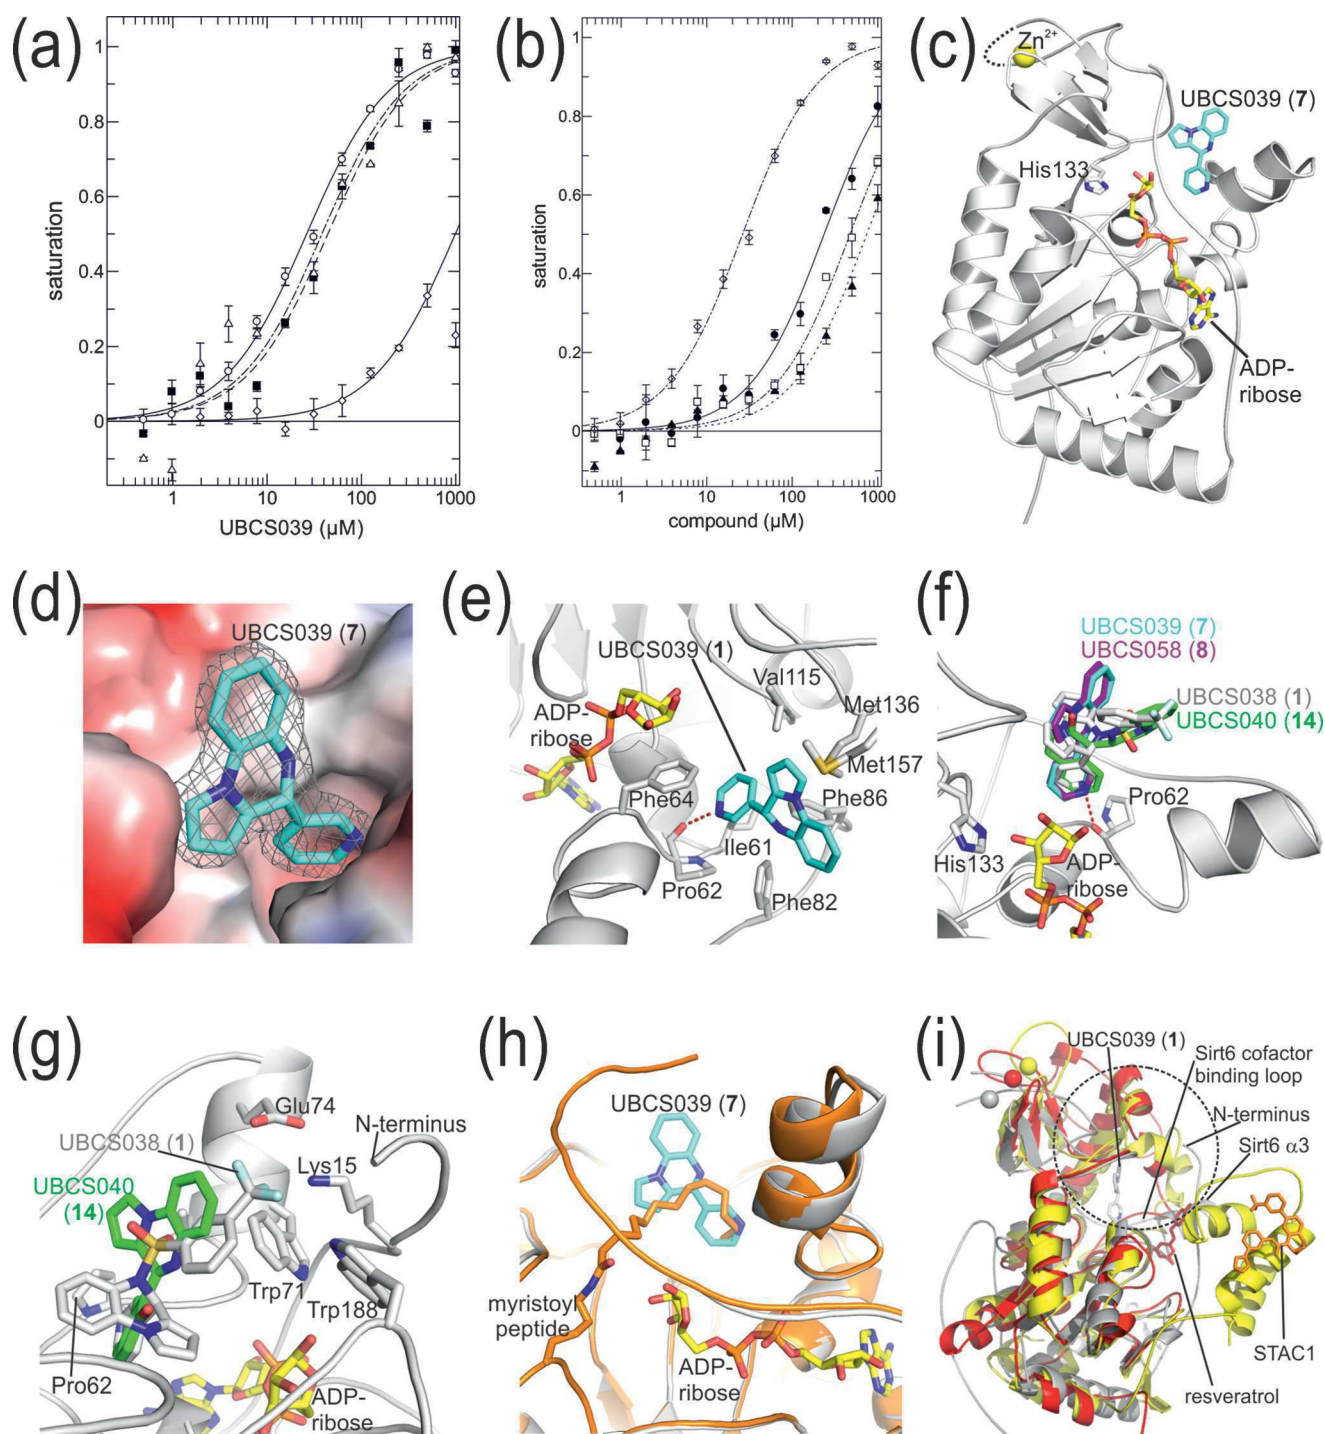 (a)
1
0.8
0.6
0.4
0.2
0
saturation
1
10
100
1000
UBCS039 (µM)
(b)
1
0.8
0.6
0.4
0.2
0
saturation
1
10
100
1000
compound (µM)
(c)
Zn²⁺
UBCS039 (7)
His133
ADP-
ribose
(d)
UBCS039 (7)
(e)
UBCS039 (1)
Val115
ADP-
ribose
Met136
Met157
Phe64
Phe86
Ile61
Pro62
Phe82
(f)
UBCS039 (7)
UBCS058 (8)
UBCS038 (1)
UBCS040 (14)
Pro62
His133
ADP-
ribose
(g)
Glu74
N-terminus
UBCS038 (1)
Lys15
UBCS040
(14)
Trp71
Trp188
Pro62
ADP-
ribose
(h)
UBCS039 (7)
myristoyl
peptide
ADP-
ribose
(i)
UBCS039 (1)
Sirt6 cofactor
binding loop
N-terminus
Sirt6 α3
STAC1
resveratrol